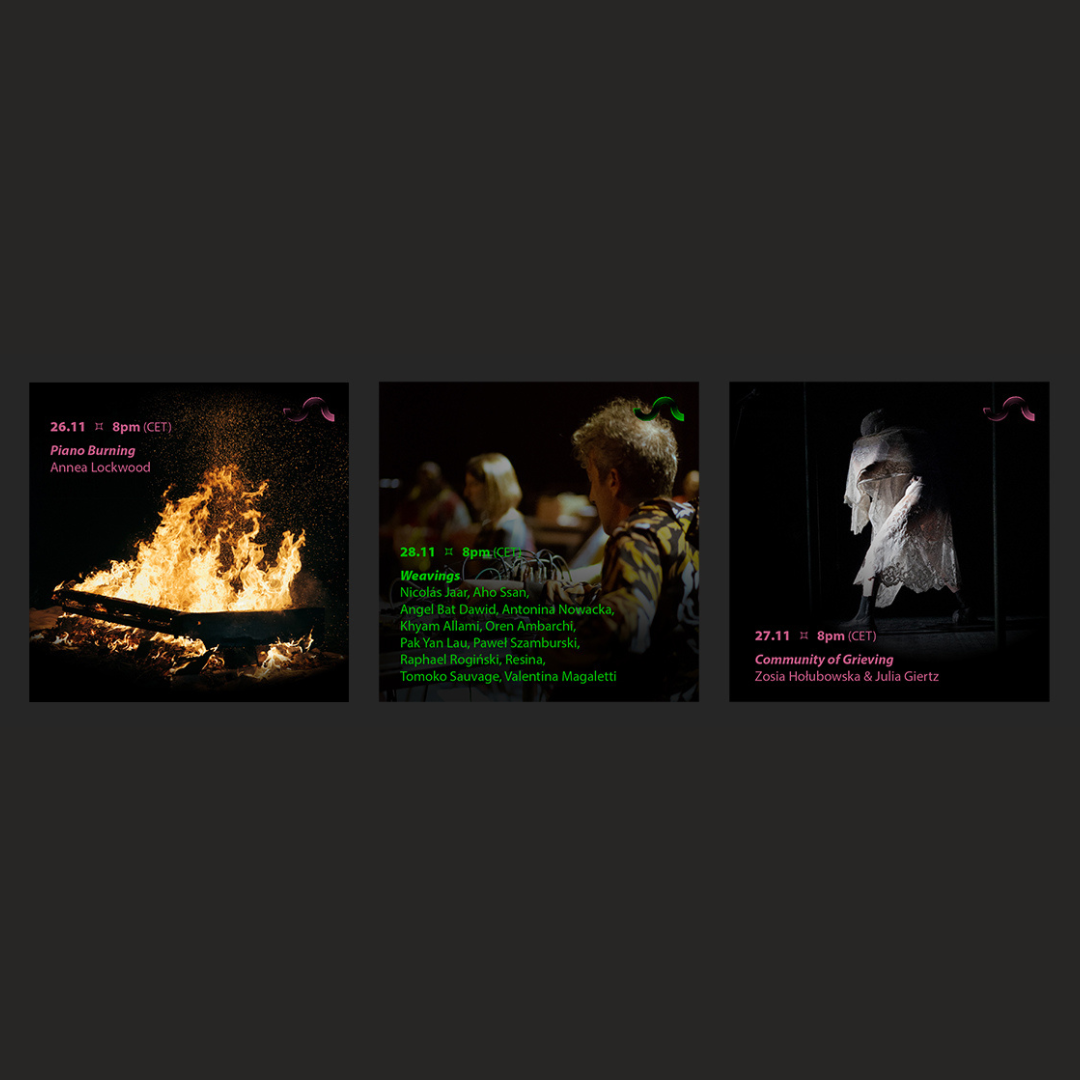 26.11 ¤ 8pm (CET)
Piano Burning
Annea Lockwood
28.11 ¤ 8pm (CET)
Weavings
Nicolás Jaar, Aho Ssan,
Angel Bat Dawid, Antonina Nowacka,
Khyam Allami, Oren Ambarchi,
Pak Yan Lau, Paweł Szamburski,
Raphael Rogiński, Resina,
Tomoko Sauvage, Valentina Magaletti
27.11 ¤ 8pm (CET)
Community of Grieving
Zosia Hołubowska & Julia Giertz